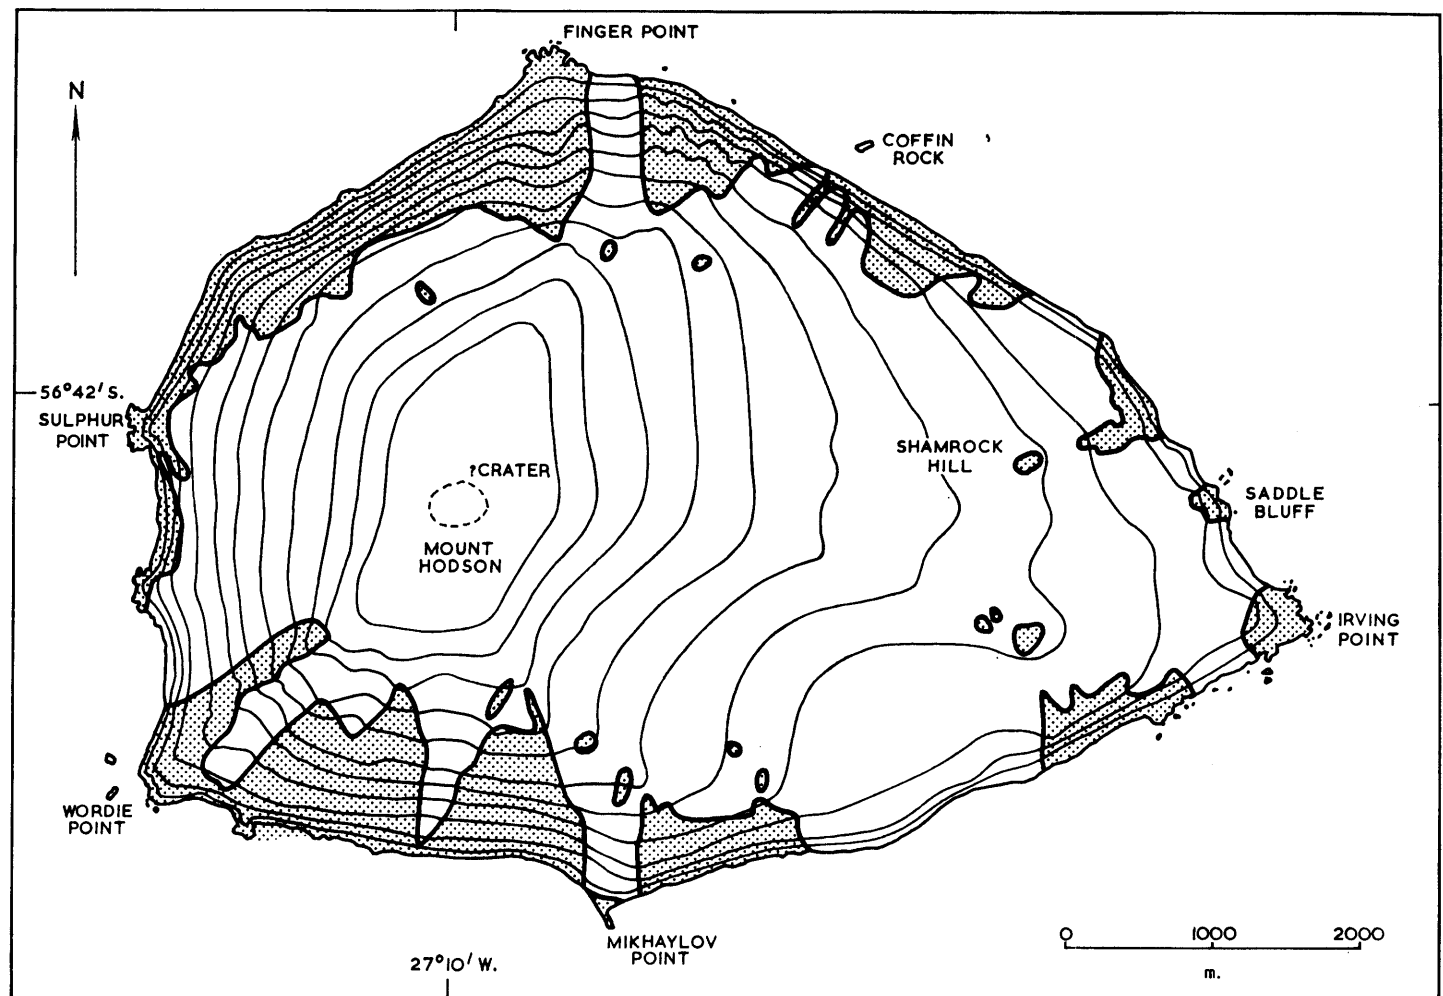 FINGER POINT
N
COFFIN
ROCK
56°42' S.
SULPHUR
POINT
SHAMROCK
HILL
?CRATER
SADDLE
BLUFF
MOUNT
HODSON
IRVING
POINT
WORDIE
POINT
MIKHAYLOV
POINT
27°10' W.
0 1000 2000
m.